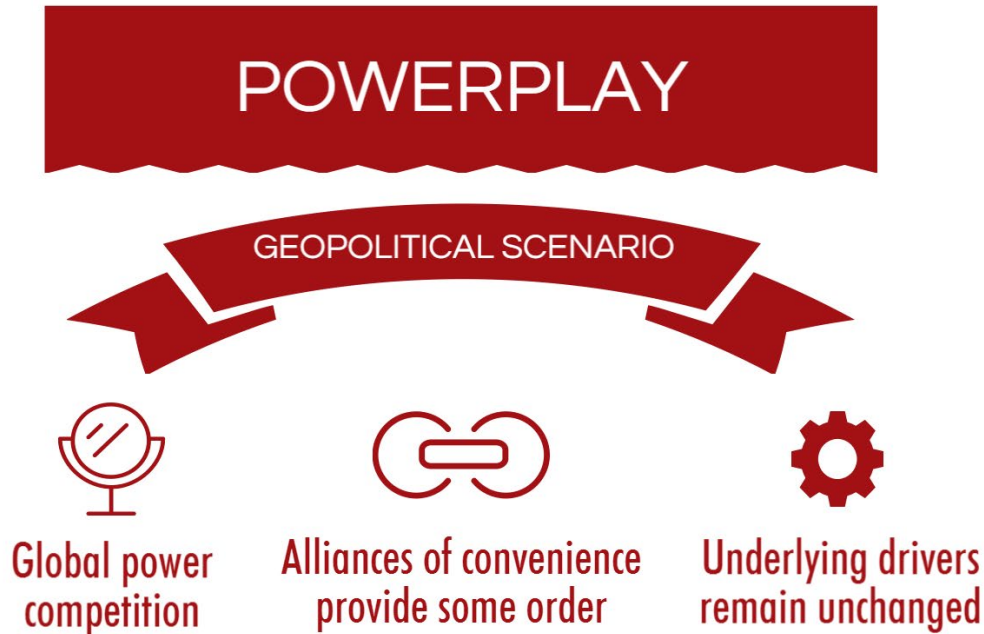 POWERPLAY
GEOPOLITICAL SCENARIO
Global power
competition
Alliances of convenience
provide some order
Underlying drivers
remain unchanged